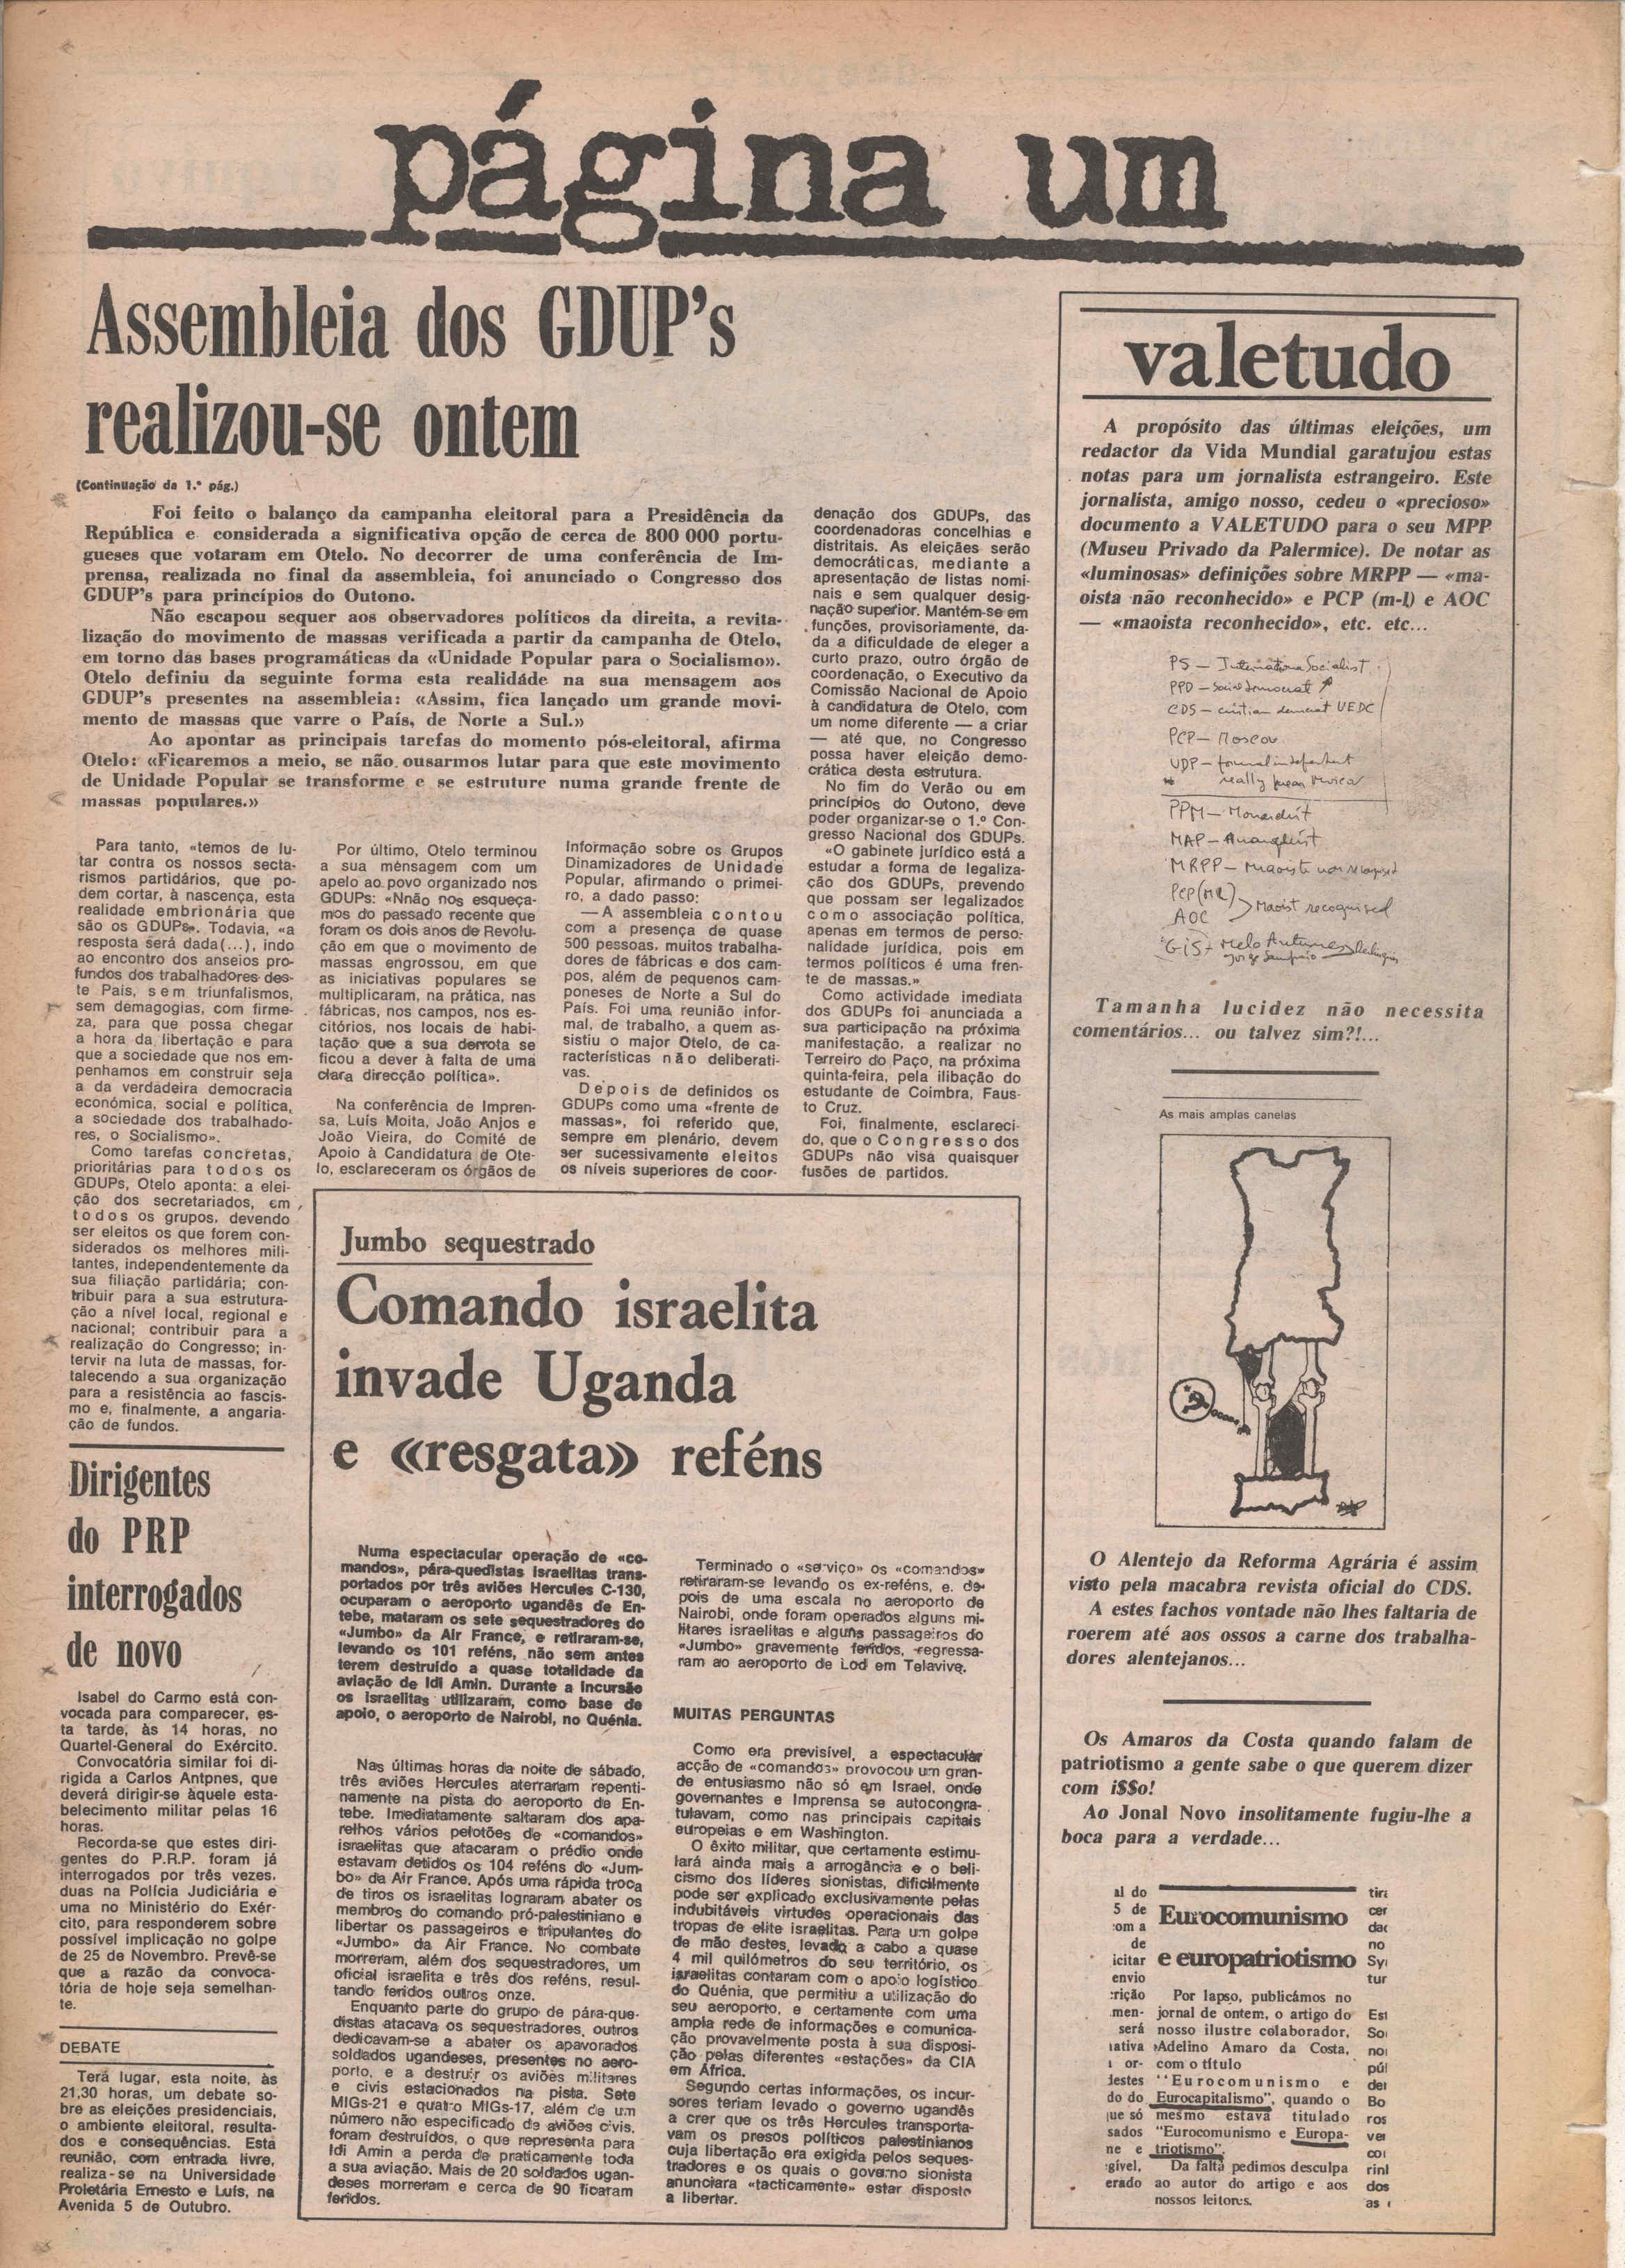 página um
Assembleia dos GDUP's
realizou-se ontem
(Continuação da 1.ª pág.)
Foi feito o balanço da campanha eleitoral para a Presidência da
República e considerada a significativa opção de cerca de 800 000 portu-
gueses que votaram em Otelo. No decorrer de uma conferência de Im-
prensa, realizada no final da assembleia, foi anunciado o Congresso dos
GDUP's para princípios do Outono.
Não escapou sequer aos observadores políticos da direita, a revita-
lização do movimento de massas verificada a partir da campanha de Otelo,
em torno das bases programáticas da «Unidade Popular para o Socialismo».
Otelo definiu da seguinte forma esta realidade na sua mensagem aos
GDUP's presentes na assembleia: «Assim, fica lançado um grande movi-
mento de massas que varre o País, de Norte a Sul.»
Ao apontar as principais tarefas do momento pós-eleitoral, afirma
Otelo: «Ficaremos a meio, se não ousarmos lutar para que este movimento
de Unidade Popular se transforme e se estruture numa grande frente de
massas populares.»
Para tanto, «temos de lu-
tar contra os nossos secta-
rismos partidários, que po-
dem cortar, à nascença, esta
realidade embrionária que
são os GDUPs». Todavia, «a
resposta será dada (...), indo
ao encontro dos anseios pro-
fundos dos trabalhadores des-
te País, sem triunfalismos,
sem demagogias, com firme-
za, para que possa chegar
a hora da libertação e para
que a sociedade que nos em-
penhamos em construir seja
a da verdadeira democracia
económica, social e política,
a sociedade dos trabalhado-
res, o Socialismo».
Como tarefas concretas,
prioritárias para todos os
GDUPs, Otelo aponta: a elei-
ção dos secretariados, em
todos os grupos, devendo
ser eleitos os que forem con-
siderados os melhores mili-
tantes, independentemente da
sua filiação partidária; con-
tribuir para a sua estrutura-
ção a nível local, regional e
nacional; contribuir para a
realização do Congresso; in-
tervir na luta de massas, for-
talecendo a sua organização
para a resistência ao fascis-
mo e, finalmente, a angaria-
ção de fundos.
Por último, Otelo terminou
a sua mensagem com um
apelo ao povo organizado nos
GDUPs: «Nnão nos esqueça-
mos do passado recente que
foram os dois anos de Revolu-
ção em que o movimento de
massas engrossou, em que
as iniciativas populares se
multiplicaram, na prática, nas
fábricas, nos campos, nos es-
citórios, nos locais de habi-
tação que a sua derrota se
ficou a dever à falta de uma
clara direcção política».
Na conferência de Impren-
sa, Luís Moita, João Anjos e
João Vieira, do Comité de
Apoio à Candidatura de Ote-
lo, esclareceram os órgãos de
Informação sobre os Grupos
Dinamizadores de Unidade
Popular, afirmando o primei-
ro, a dado passo:
—A assembleia contou
com a presença de quase
500 pessoas, muitos trabalha-
dores de fábricas e dos cam-
pos, além de pequenos cam-
poneses de Norte a Sul do
País. Foi uma reunião infor-
mal, de trabalho, a quem as-
sistiu o major Otelo, de ca-
racterísticas não deliberati-
vas.
Depois de definidos os
GDUPs como uma «frente de
massas», foi referido que,
sempre em plenário, devem
ser sucessivamente eleitos
os níveis superiores de coor-
denação dos GDUPs, das
coordenadoras concelhias e
distritais. As eleições serão
democráticas, mediante a
apresentação de listas nomi-
nais e sem qualquer desig-
nação superior. Mantém-se em
funções, provisoriamente, da-
da a dificuldade de eleger a
curto prazo, outro órgão de
coordenação, o Executivo da
Comissão Nacional de Apoio
à candidatura de Otelo, com
um nome diferente — a criar
— até que, no Congresso
possa haver eleição demo-
crática desta estrutura.
No fim do Verão ou em
princípios do Outono, deve
poder organizar-se o 1.º Con-
gresso Nacional dos GDUPs.
«O gabinete jurídico está a
estudar a forma de legaliza-
ção dos GDUPs, prevendo
que possam ser legalizados
como associação política,
apenas em termos de perso-
nalidade jurídica, pois em
termos políticos é uma fren-
te de massas.»
Como actividade imediata
dos GDUPs foi anunciada a
sua participação na próxima
manifestação, a realizar no
Terreiro do Paço, na próxima
quinta-feira, pela ilibação do
estudante de Coimbra, Faus-
to Cruz.
Foi, finalmente, esclareci-
do, que o Congresso dos
GDUPs não visa quaisquer
fusões de partidos.
Dirigentes
do PRP
interrogados
de novo
Isabel do Carmo está con-
vocada para comparecer, es-
ta tarde, às 14 horas, no
Quartel-General do Exército.
Convocatória similar foi di-
rigida a Carlos Antpnes, que
deverá dirigir-se àquele esta-
belecimento militar pelas 16
horas.
Recorda-se que estes diri-
gentes do P.R.P. foram já
interrogados por três vezes,
duas na Polícia Judiciária e
uma no Ministério do Exér-
cito, para responderem sobre
possível implicação no golpe
de 25 de Novembro. Prevê-se
que a razão da convoca-
tória de hoje seja semelhan-
te.
DEBATE
Terá lugar, esta noite, às
21,30 horas, um debate so-
bre as eleições presidenciais,
o ambiente eleitoral, resulta-
dos e consequências. Esta
reunião, com entrada livre,
realiza-se na Universidade
Proletária Ernesto e Luís, na
Avenida 5 de Outubro.
Jumbo sequestrado
Comando israelita
invade Uganda
e «resgata» reféns
Numa espectacular operação de «co-
mandos», pára-quedistas israelitas trans-
portados por três aviões Hercules C-130,
ocuparam o aeroporto ugandês de En-
tebe, mataram os sete sequestradores do
«Jumbo» da Air France, e retiraram-se,
levando os 101 reféns, não sem antes
terem destruído a quase totalidade da
aviação de Idi Amin. Durante a incursão
os israelitas utilizaram, como base de
apoio, o aeroporto de Nairobi, no Quénia.
Nas últimas horas da noite de sábado,
três aviões Hercules aterraram repenti-
namente na pista do aeroporto de En-
tebe. Imediatamente saltaram dos apa-
relhos vários pelotões de «comandos»
israelitas que atacaram o prédio onde
estavam detidos os 104 reféns do «Jum-
bo» da Air France. Após uma rápida troca
de tiros os israelitas lograram abater os
membros do comando pró-palestiniano e
libertar os passageiros e tripulantes do
«Jumbo» da Air France. No combate
morreram, além dos sequestradores, um
oficial israelita e três dos reféns, resul-
tando feridos outros onze.
Enquanto parte do grupo de pára-que-
distas atacava os sequestradores, outros
dedicavam-se a abater os apavorados
soldados ugandeses, presentes no aero-
porto, e a destruir os aviões militares
e civis estacionados na pista. Sete
MIGs-21 e quatro MIGs-17, além de um
número não especificado de aviões civis,
foram destruídos, o que representa para
Idi Amin a perda de praticamente toda
a sua aviação. Mais de 20 soldados ugan-
deses morreram e cerca de 90 ficaram
feridos.
Terminado o «serviço» os «comandos»
retiraram-se levando os ex-reféns, e, de-
pois de uma escala no aeroporto de
Nairobi, onde foram operados alguns mi-
litares israelitas e alguns passageiros do
«Jumbo» gravemente feridos, regressa-
ram ao aeroporto de Lod em Telavive.
MUITAS PERGUNTAS
Como era previsível, a espectacular
acção de «comandos» provocou um gran-
de entusiasmo não só em Israel, onde
governantes e Imprensa se autocongra-
tulavam, como nas principais capitais
europeias e em Washington.
O êxito militar, que certamente estimu-
lará ainda mais a arrogância e o beli-
cismo dos líderes sionistas, dificilmente
pode ser explicado exclusivamente pelas
indubitáveis virtudes operacionais das
tropas de elite israelitas. Para um golpe
de mão destes, levado a cabo a quase
4 mil quilómetros do seu território, os
israelitas contaram com o apoio logístico
do Quénia, que permitiu a utilização do
seu aeroporto, e certamente com uma
ampla rede de informações e comunica-
ção provavelmente posta à sua disposi-
ção pelas diferentes «estações» da CIA
em África.
Segundo certas informações, os incur-
sores teriam levado o governo ugandês
a crer que os três Hercules transporta-
vam os presos políticos palestinianos
cuja libertação era exigida pelos seques-
tradores e os quais o governo sionista
anunciara «tacticamente» estar disposto
a libertar.
valetudo
A propósito das últimas eleições, um
redactor da Vida Mundial garatujou estas
notas para um jornalista estrangeiro. Este
jornalista, amigo nosso, cedeu o «precioso»
documento a VALETUDO para o seu MPP
(Museu Privado da Palermice). De notar as
«luminosas» definições sobre MRPP — «ma-
oista não reconhecido» e PCP (m-l) e AOC
— «maoista reconhecido», etc. etc...
PS — Internationa Socialist
PPD — Social democrat
CDS — cristian democrat UEDC
PCP — Moscou
UDP — formal independent
really
PPM — Monarchist
MAP — Anarquist
MRPP — Maoiste non recognised
PCP (ML)
AOC
Maoist recognised
GIS — Melo Antunes
Jorge Sampaio
Tamanha lucidez não necessita
comentários... ou talvez sim?!...
As mais amplas canelas
O Alentejo da Reforma Agrária é assim
visto pela macabra revista oficial do CDS.
A estes fachos vontade não lhes faltaria de
roerem até aos ossos a carne dos trabalha-
dores alentejanos...
Os Amaros da Costa quando falam de
patriotismo a gente sabe o que querem dizer
com i$$o!
Ao Jonal Novo insolitamente fugiu-lhe a
boca para a verdade...
al do
5 de
om a
de
icitar
envio
rição
men-
será
ativa
or-
destes
do do
que só
sados
ne e
gível,
erado
Eurocomunismo
e europatriotismo
Por lapso, publicámos no
jornal de ontem, o artigo do
nosso ilustre colaborador,
Adelino Amaro da Costa,
com o título
"Eurocomunismo e
Eurocapitalismo", quando o
mesmo estava titulado
"Eurocomunismo e Europa-
triotismo".
Da falta pedimos desculpa
ao autor do artigo e aos
nossos leitores.
tira
cer
dac
no
Sy
tur
Est
So
no
púl
der
Bo
ros
ver
con
rinl
dos
as